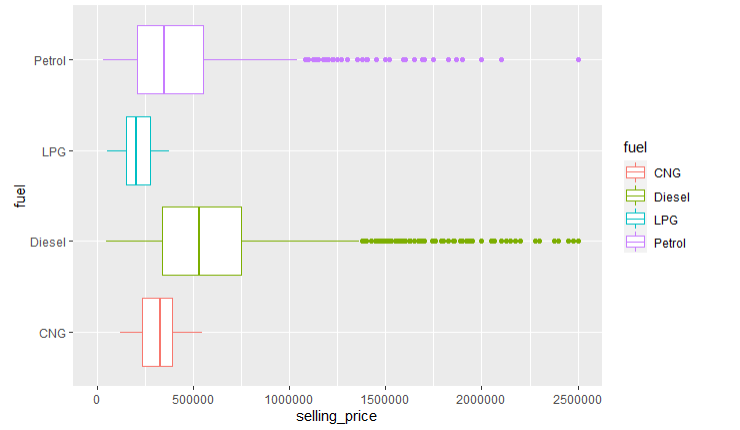 Petrol
LPG
Diesel
CNG
fuel
0 500000 1000000 1500000 2000000 2500000
selling_price
fuel
CNG
Diesel
LPG
Petrol